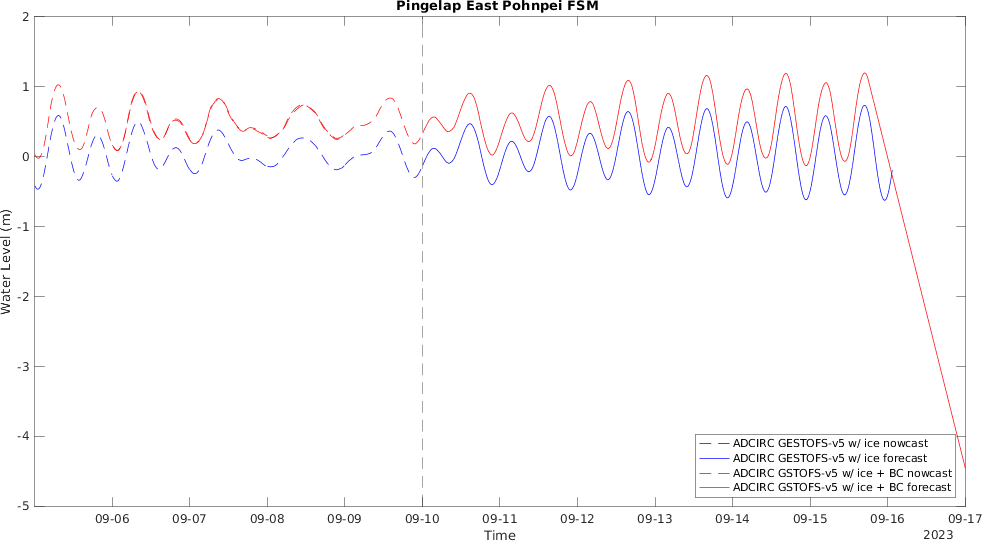 Pingelap East Pohnpei FSM
2
1
0
-1
-2
-3
-4
-5
Water Level (m)
ADCIRC GESTOFS-v5 w/ ice nowcast
ADCIRC GESTOFS-v5 w/ ice forecast
ADCIRC GSTOFS-v5 w/ ice + BC nowcast
ADCIRC GSTOFS-v5 w/ ice + BC forecast
09-06 09-07 09-08 09-09 09-10 09-11 09-12 09-13 09-14 09-15 09-16 09-17
Time
2023